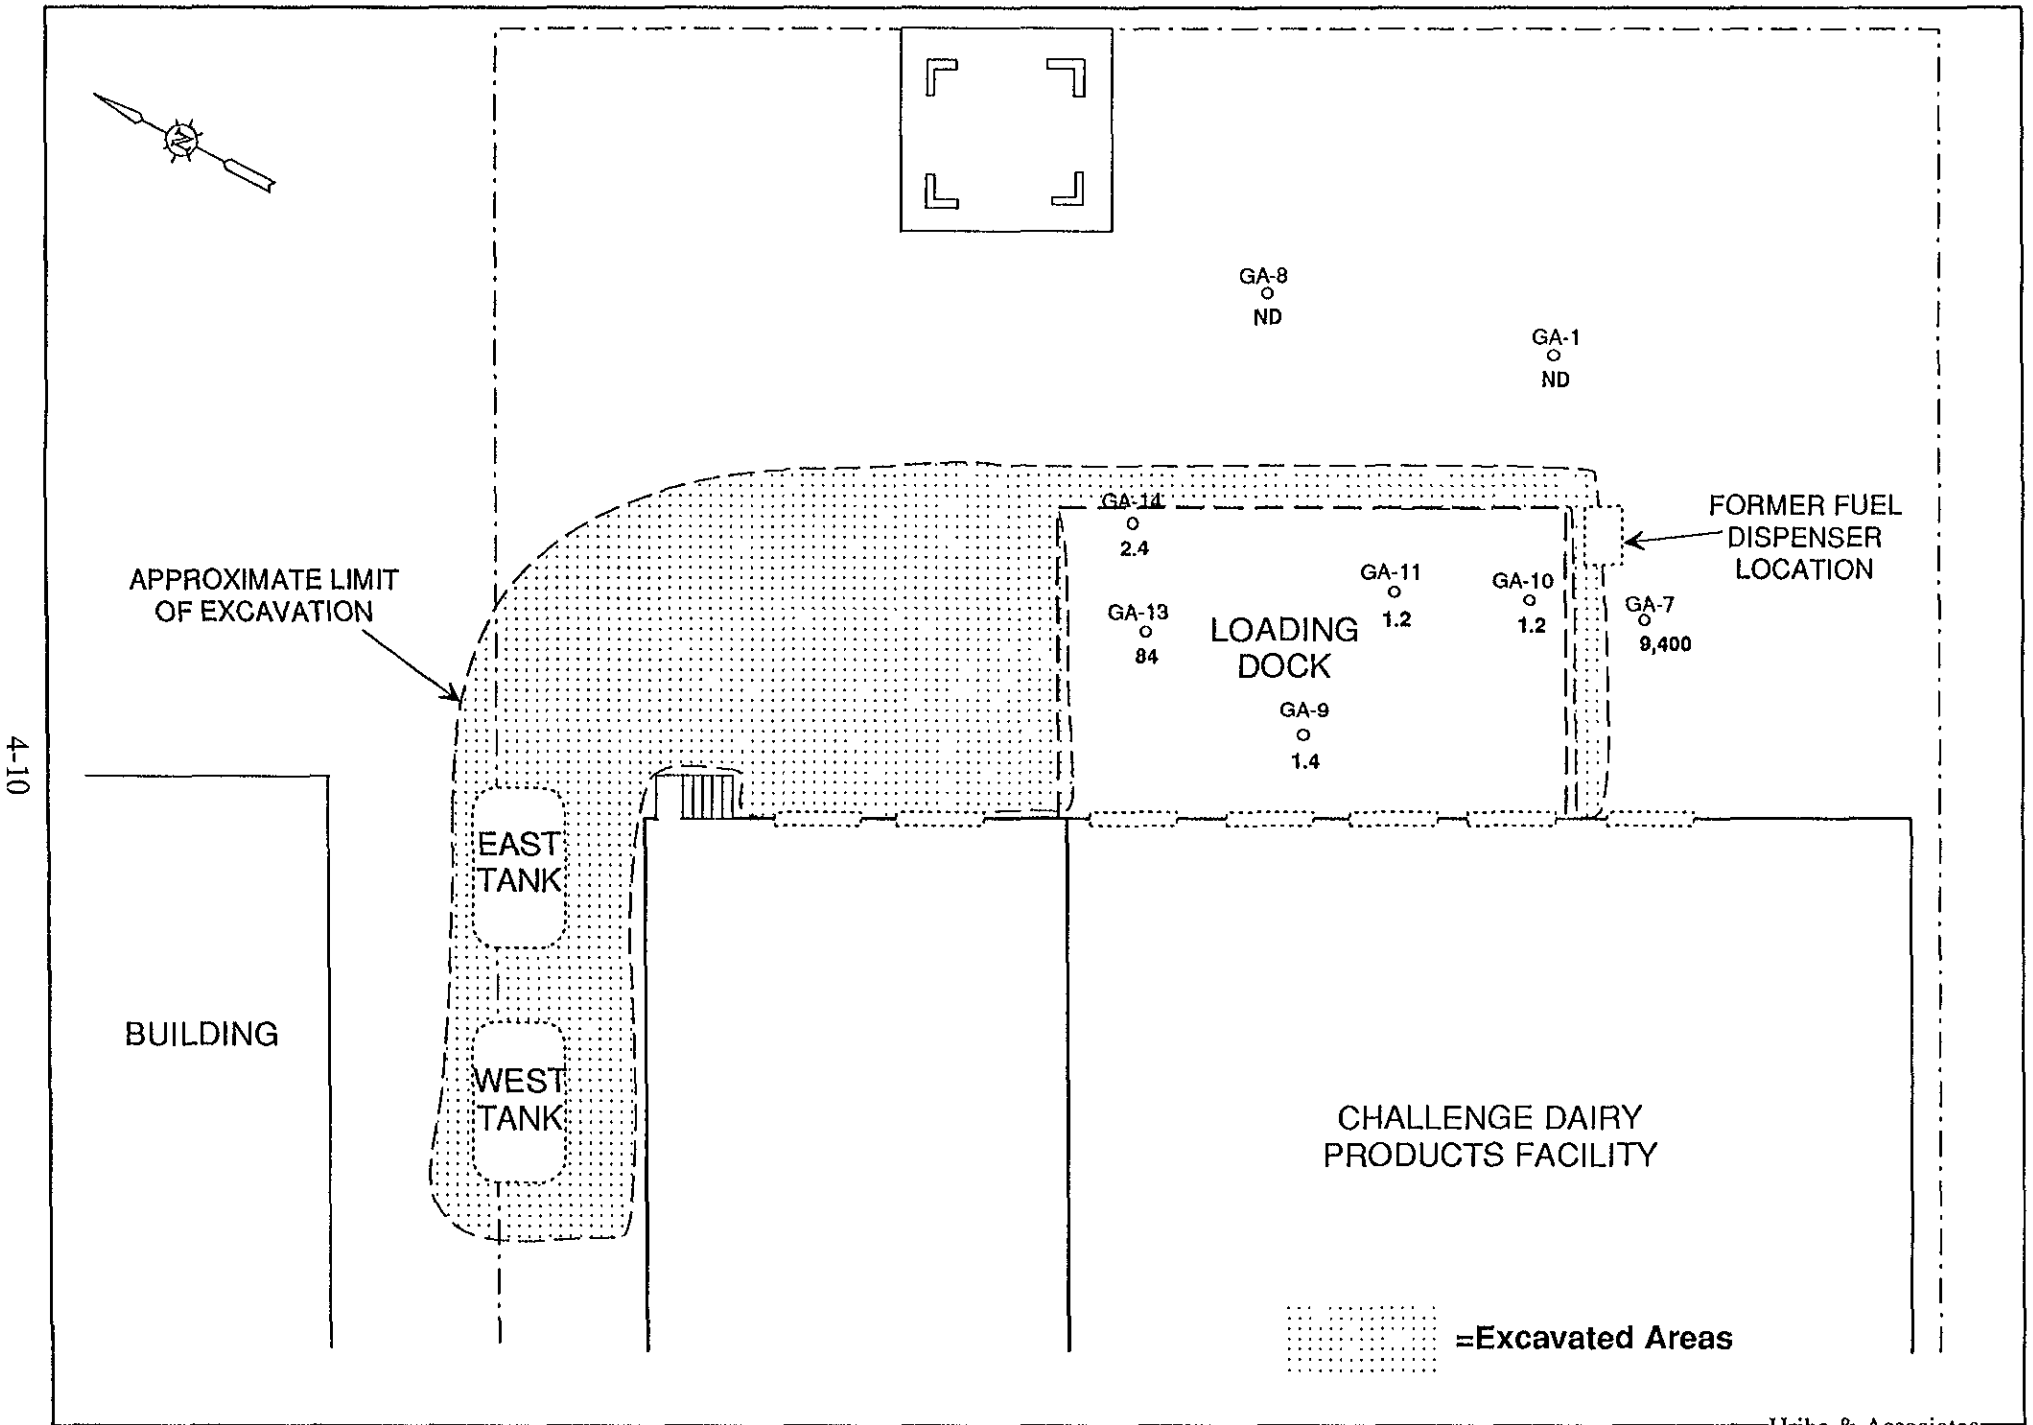 N
GA-8
ND
GA-1
ND
GA-14
2.4
FORMER FUEL
DISPENSER
LOCATION
APPROXIMATE LIMIT
OF EXCAVATION
GA-11
1.2
GA-10
1.2
GA-7
9,400
GA-13
84
LOADING
DOCK
GA-9
1.4
4-10
EAST
TANK
BUILDING
WEST
TANK
CHALLENGE DAIRY
PRODUCTS FACILITY
=Excavated Areas
Uribe & Associates